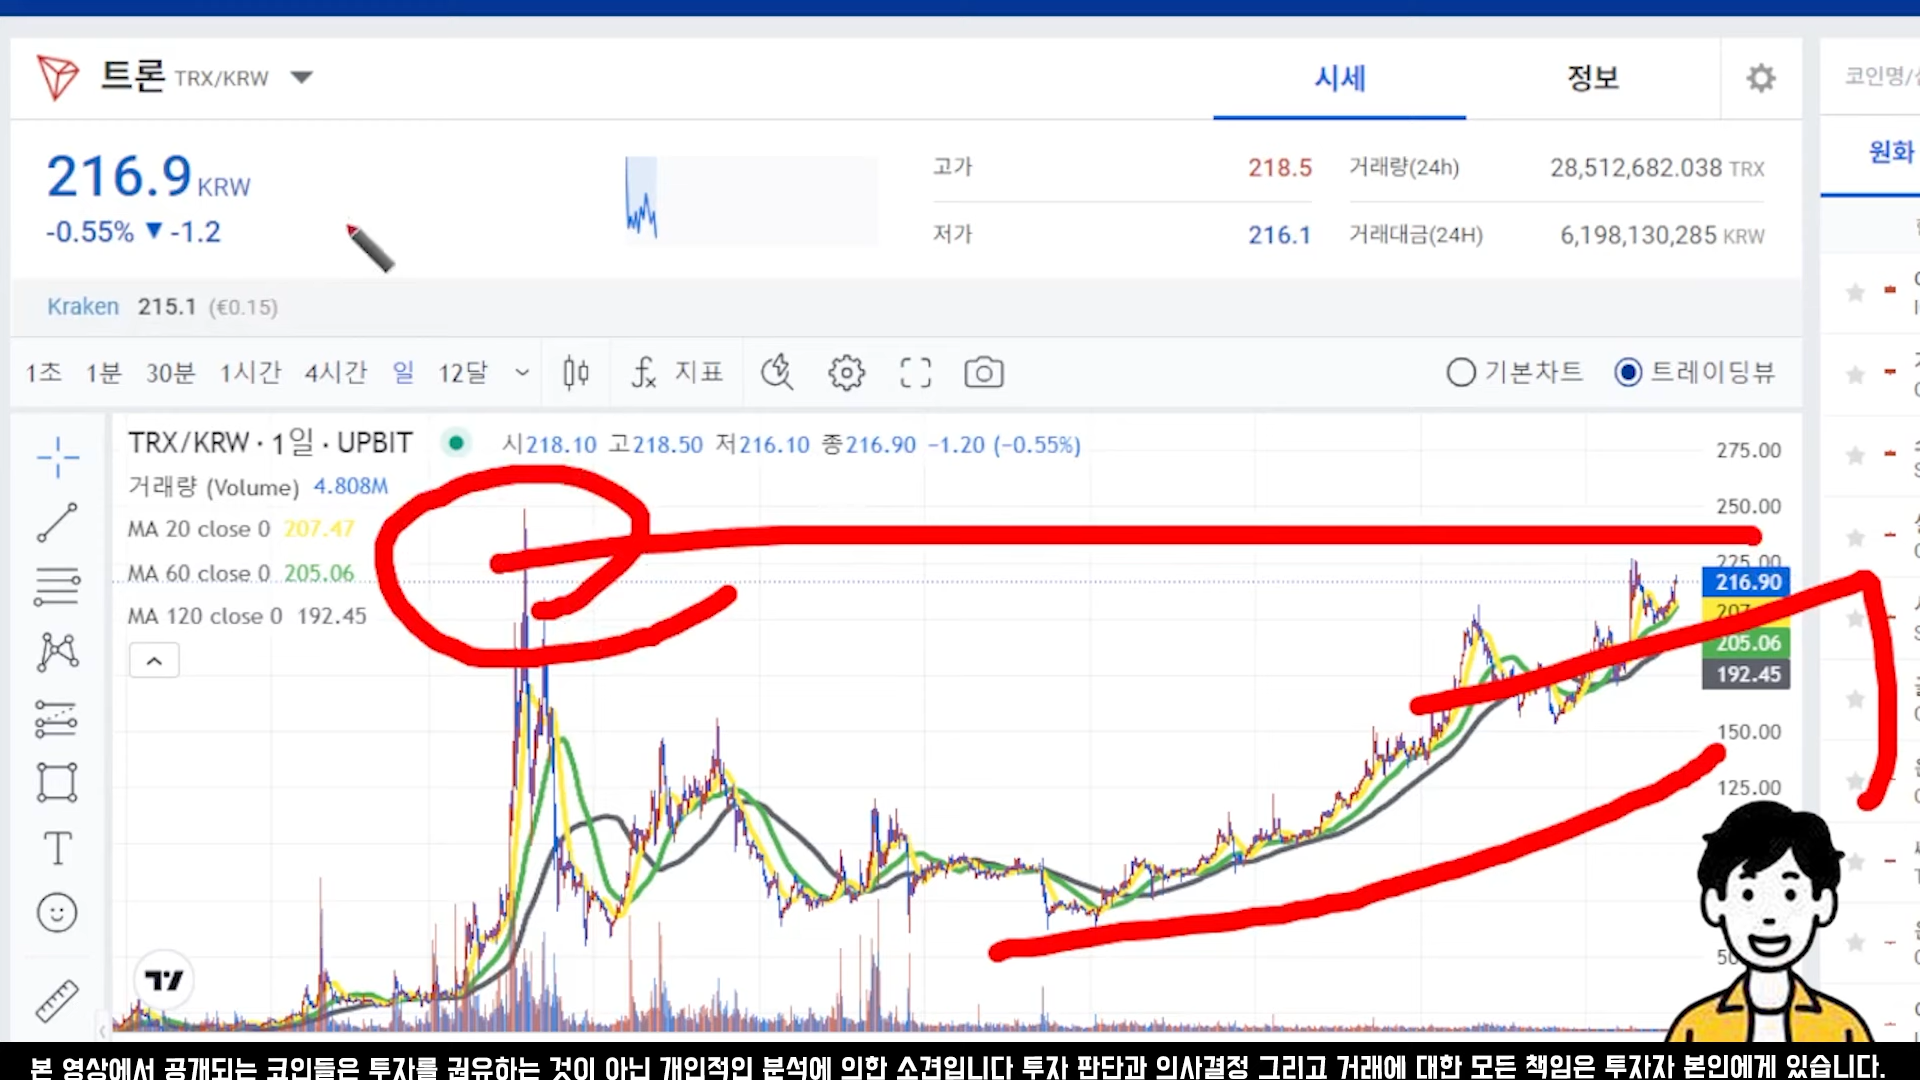 트론 TRX/KRW
시세
정보
코인명/
216.9 KRW
-0.55% ▼ -1.2
고가 218.5
거래량(24h) 28,512,682.038 TRX
저가 216.1
거래대금(24H) 6,198,130,285 KRW
원화
Kraken 215.1 (€0.15)
1초 1분 30분 1시간 4시간 일 12달
지표
기본차트
트레이딩뷰
TRX/KRW · 1일 · UPBIT
시218.10 고218.50 저216.10 종216.90 −1.20 (−0.55%)
거래량 (Volume) 4.808M
MA 20 close 0 207.47
MA 60 close 0 205.06
MA 120 close 0 192.45
275.00
250.00
225.00
216.90
205.06
192.45
150.00
125.00
본 영상에서 공개되는 코인들은 투자를 권유하는 것이 아닌 개인적인 분석에 의한 소견입니다 투자 판단과 의사결정 그리고 거래에 대한 모든 책임은 투자자 본인에게 있습니다.